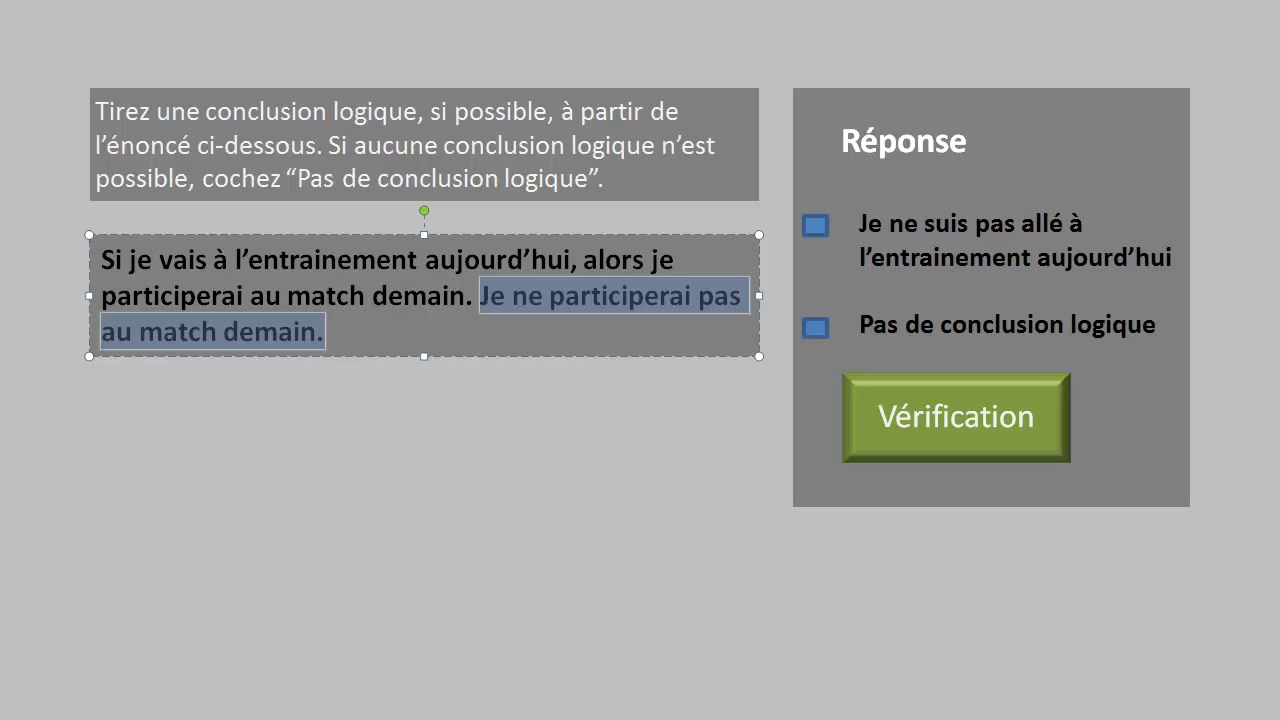 Tirez une conclusion logique, si possible, à partir de
l’énoncé ci-dessous. Si aucune conclusion logique n’est
possible, cochez “Pas de conclusion logique”.
Si je vais à l’entrainement aujourd’hui, alors je
participerai au match demain. Je ne participerai pas
au match demain.
Réponse
Je ne suis pas allé à
l’entrainement aujourd’hui
Pas de conclusion logique
Vérification